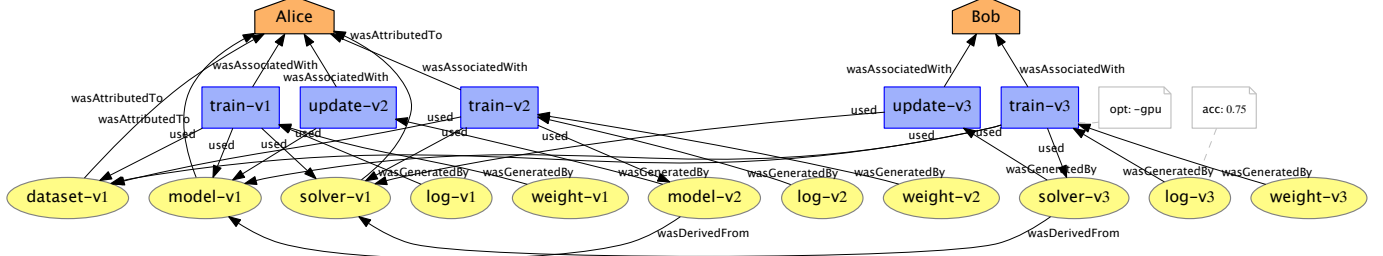 Alice
Bob
wasAttributedTo
wasAssociatedWith
wasAssociatedWith
wasAssociatedWith
wasAssociatedWith
wasAttributedTo
wasAttributedTo
train-v1
update-v2
train-v2
update-v3
train-v3
opt: -gpu
acc: 0.75
used
used
used
used
used
used
used
used
used
used
used
wasGeneratedBy
wasGeneratedBy
wasGeneratedBy
wasGeneratedBy
wasGeneratedBy
wasGeneratedBy
wasGeneratedBy
wasGeneratedBy
dataset-v1
model-v1
solver-v1
log-v1
weight-v1
model-v2
log-v2
weight-v2
solver-v3
log-v3
weight-v3
wasDerivedFrom
wasDerivedFrom